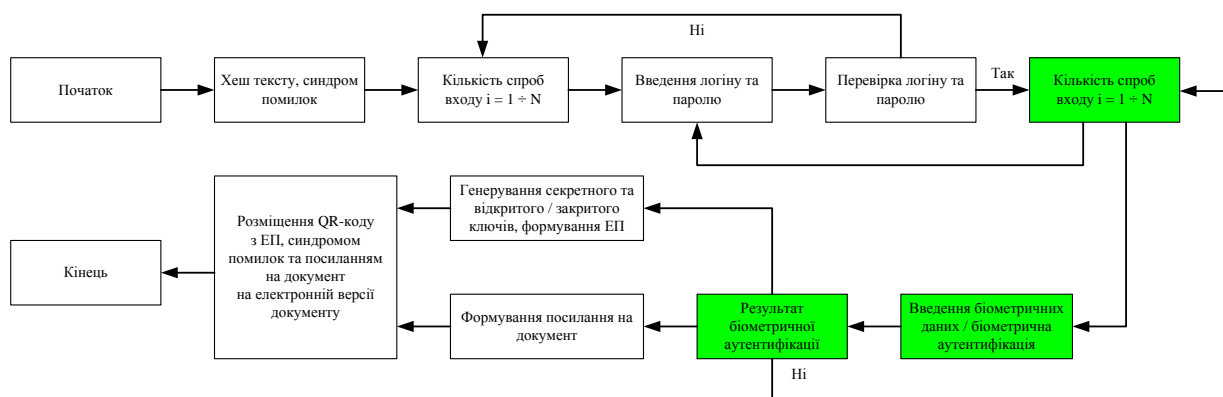 Ні
Початок
Хеш тексту, синдром
помилок
Кількість спроб
входу i = 1 ÷ N
Введення логіну та
паролю
Перевірка логіну та
паролю
Так
Кількість спроб
входу i = 1 ÷ N
Генерування секретного та
відкритого / закритого
ключів, формування ЕП
Розміщення QR-коду
з ЕП, синдромом
помилок та посиланням
на документ
на електронній версії
документу
Кінець
Формування посилання на
документ
Результат
біометричної
аутентифікації
Введення біометричних
даних / біометрична
аутентифікація
Ні